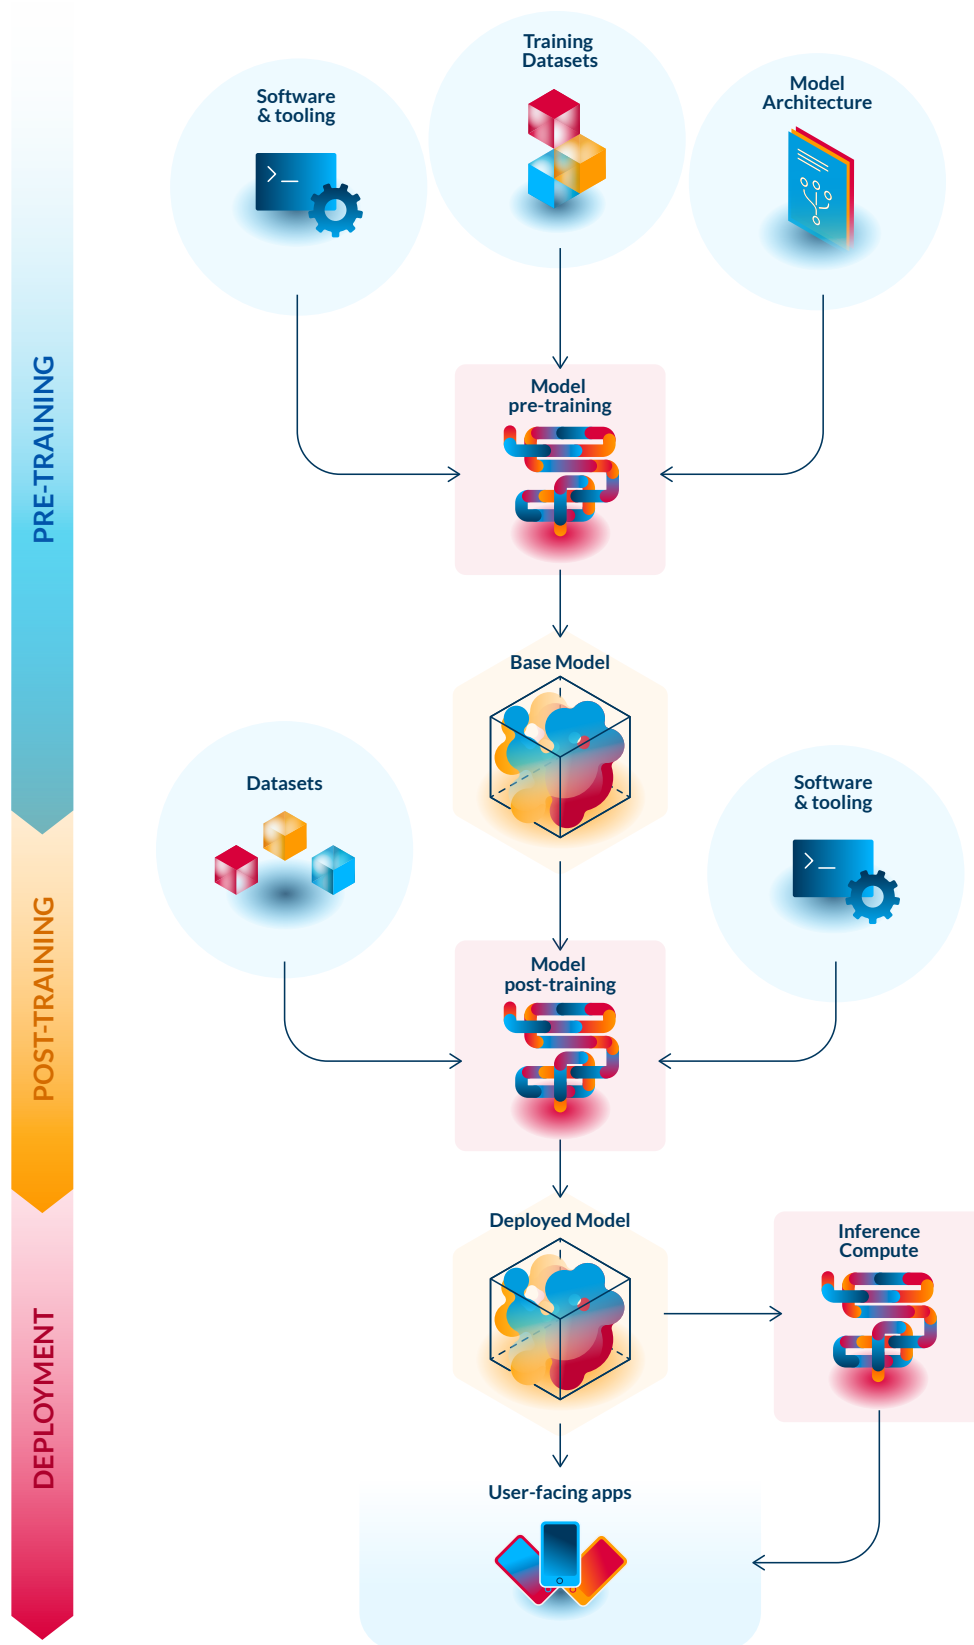 Training
Datasets
Software
& tooling
Model
Architecture
PRE-TRAINING
Model
pre-training
Base Model
Datasets
Software
& tooling
POST-TRAINING
Model
post-training
Deployed Model
Inference
Compute
DEPLOYMENT
User-facing apps